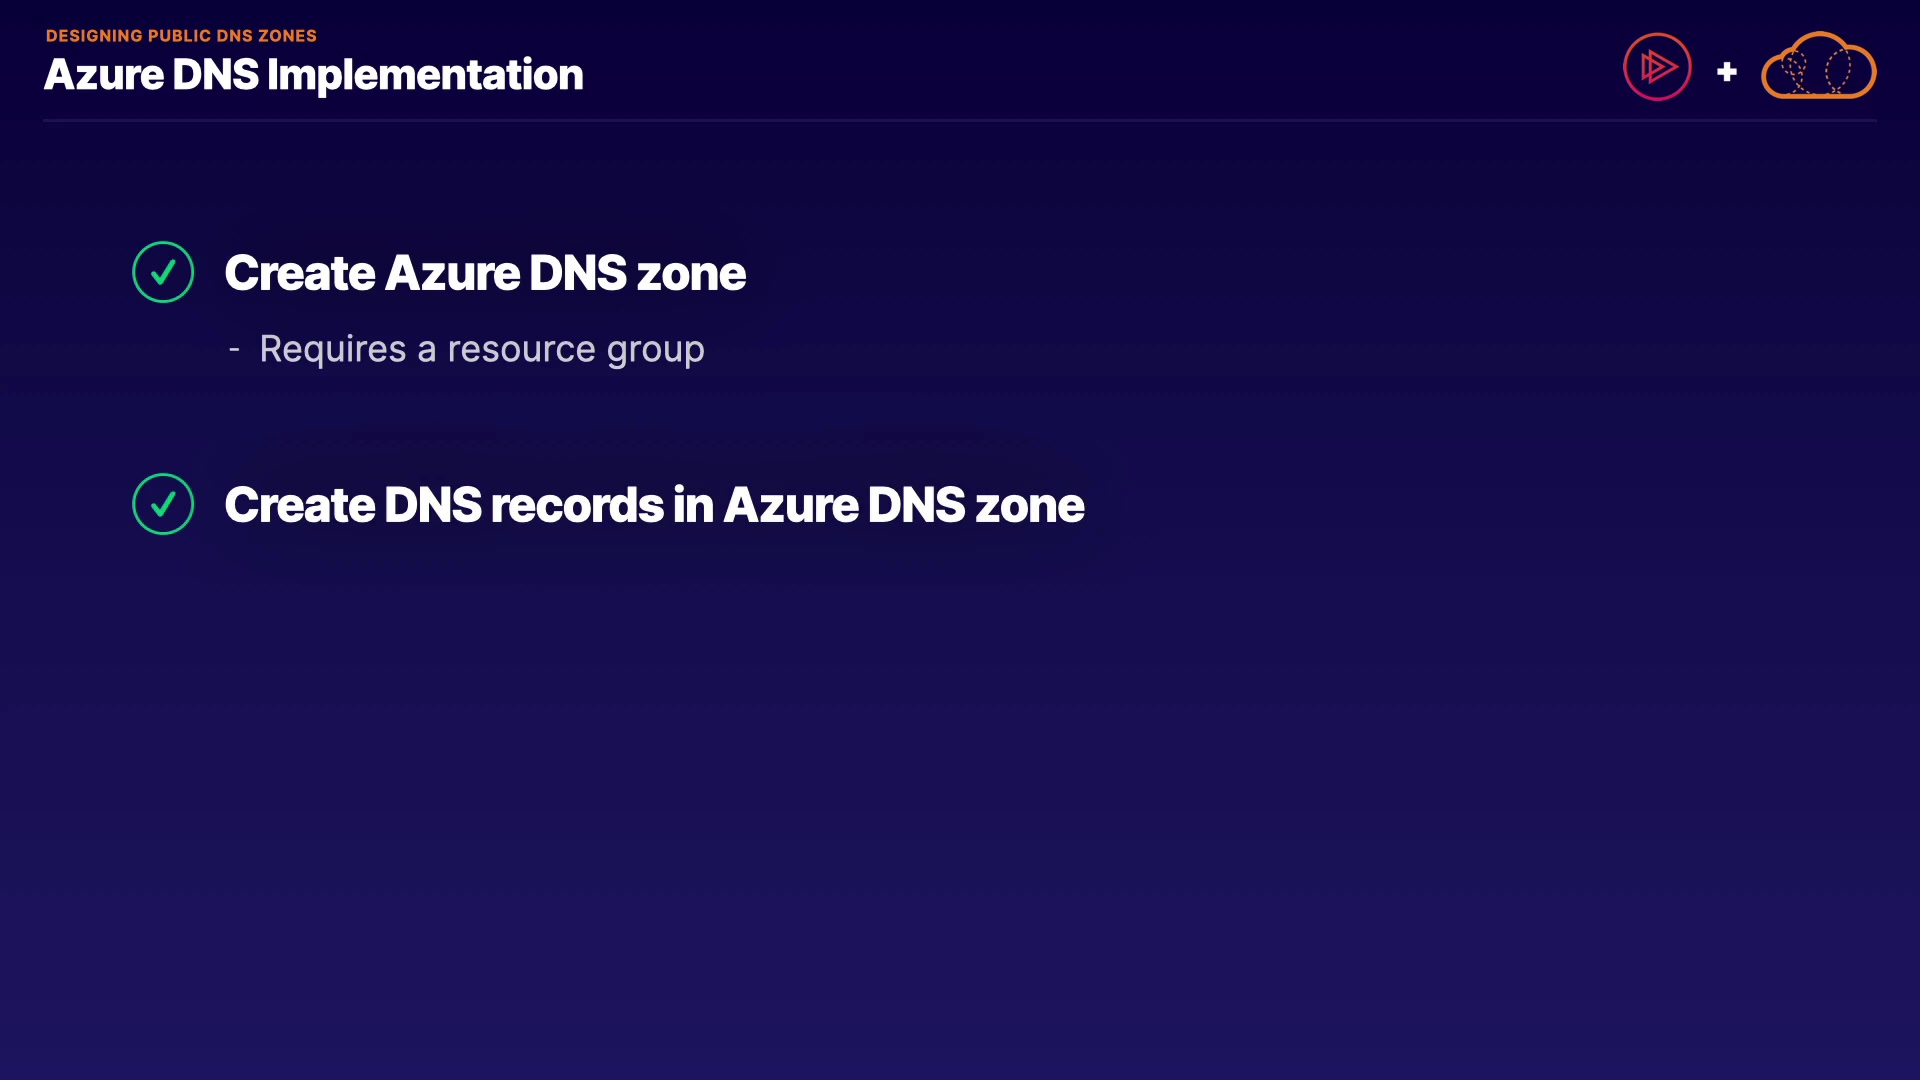 DESIGNING PUBLIC DNS ZONES
Azure DNS Implementation
Create Azure DNS zone
- Requires a resource group
Create DNS records in Azure DNS zone